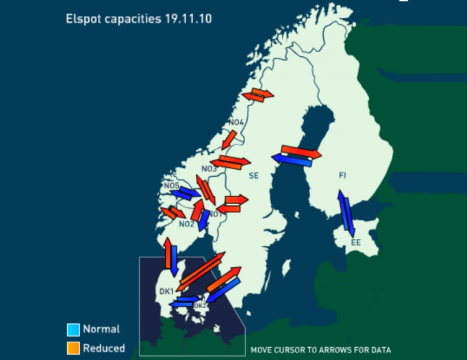 Elspot capacities 19.11.10
NO4
NO3
NO5
SE
FI
NO1
NO2
EE
DK1
DK2
Normal
Reduced
MOVE CURSOR TO ARROWS FOR DATA